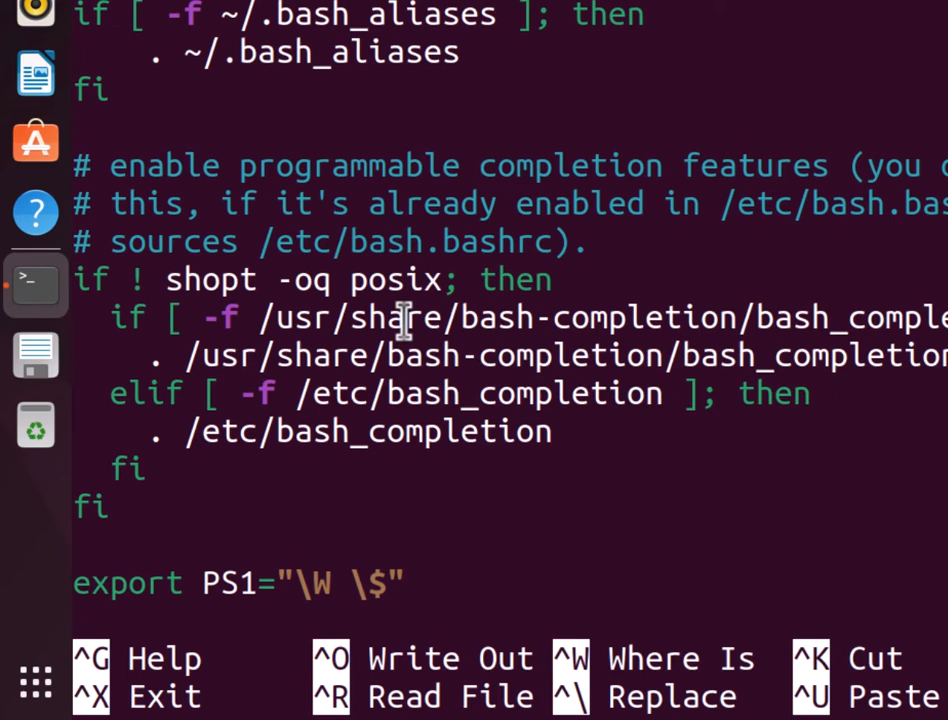 if [ -f ~/.bash_aliases ]; then
    . ~/.bash_aliases
fi
# enable programmable completion features (you
# this, if it's already enabled in /etc/bash.bas
# sources /etc/bash.bashrc).
if ! shopt -oq posix; then
  if [ -f /usr/share/bash-completion/bash_comple
    . /usr/share/bash-completion/bash_completion
  elif [ -f /etc/bash_completion ]; then
    . /etc/bash_completion
  fi
fi
export PS1="\W \$"
^G Help ^O Write Out ^W Where Is ^K Cut
^X Exit ^R Read File ^\ Replace ^U Paste